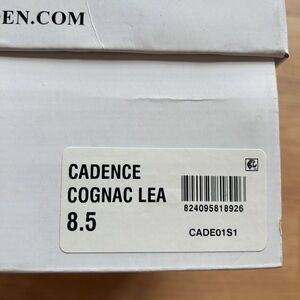 EN.COM
CADENCE
COGNAC LEA
8.5
824095818926
CADE01S1